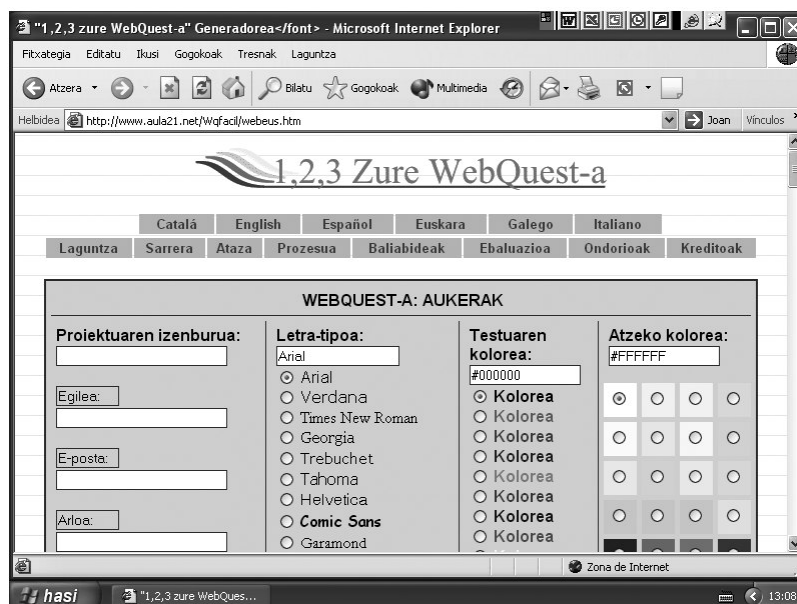 "1,2,3 zure WebQuest-a" Generadorea</font> - Microsoft Internet Explorer
Fitxategia Editatu Ikusi Gogokoak Tresnak Laguntza
Atzera Bilatu Gogokoak Multimedia
Helbidea http://www.aula21.net/Wqfacil/webeus.htm Joan Vínculos
1,2,3 Zure WebQuest-a
Catalá English Español Euskara Galego Italiano
Laguntza Sarrera Ataza Prozesua Baliabideak Ebaluazioa Ondorioak Kreditoak
WEBQUEST-A: AUKERAK
Proiektuaren izenburua:
Egilea:
E-posta:
Arloa:
Letra-tipoa:
Arial
Arial
Verdana
Times New Roman
Georgia
Trebuchet
Tahoma
Helvetica
Comic Sans
Garamond
Testuaren
kolorea:
#000000
Kolorea
Kolorea
Kolorea
Kolorea
Kolorea
Kolorea
Kolorea
Kolorea
Atzeko kolorea:
#FFFFFF
Zona de Internet
hasi "1,2,3 zure WebQues... 13:08